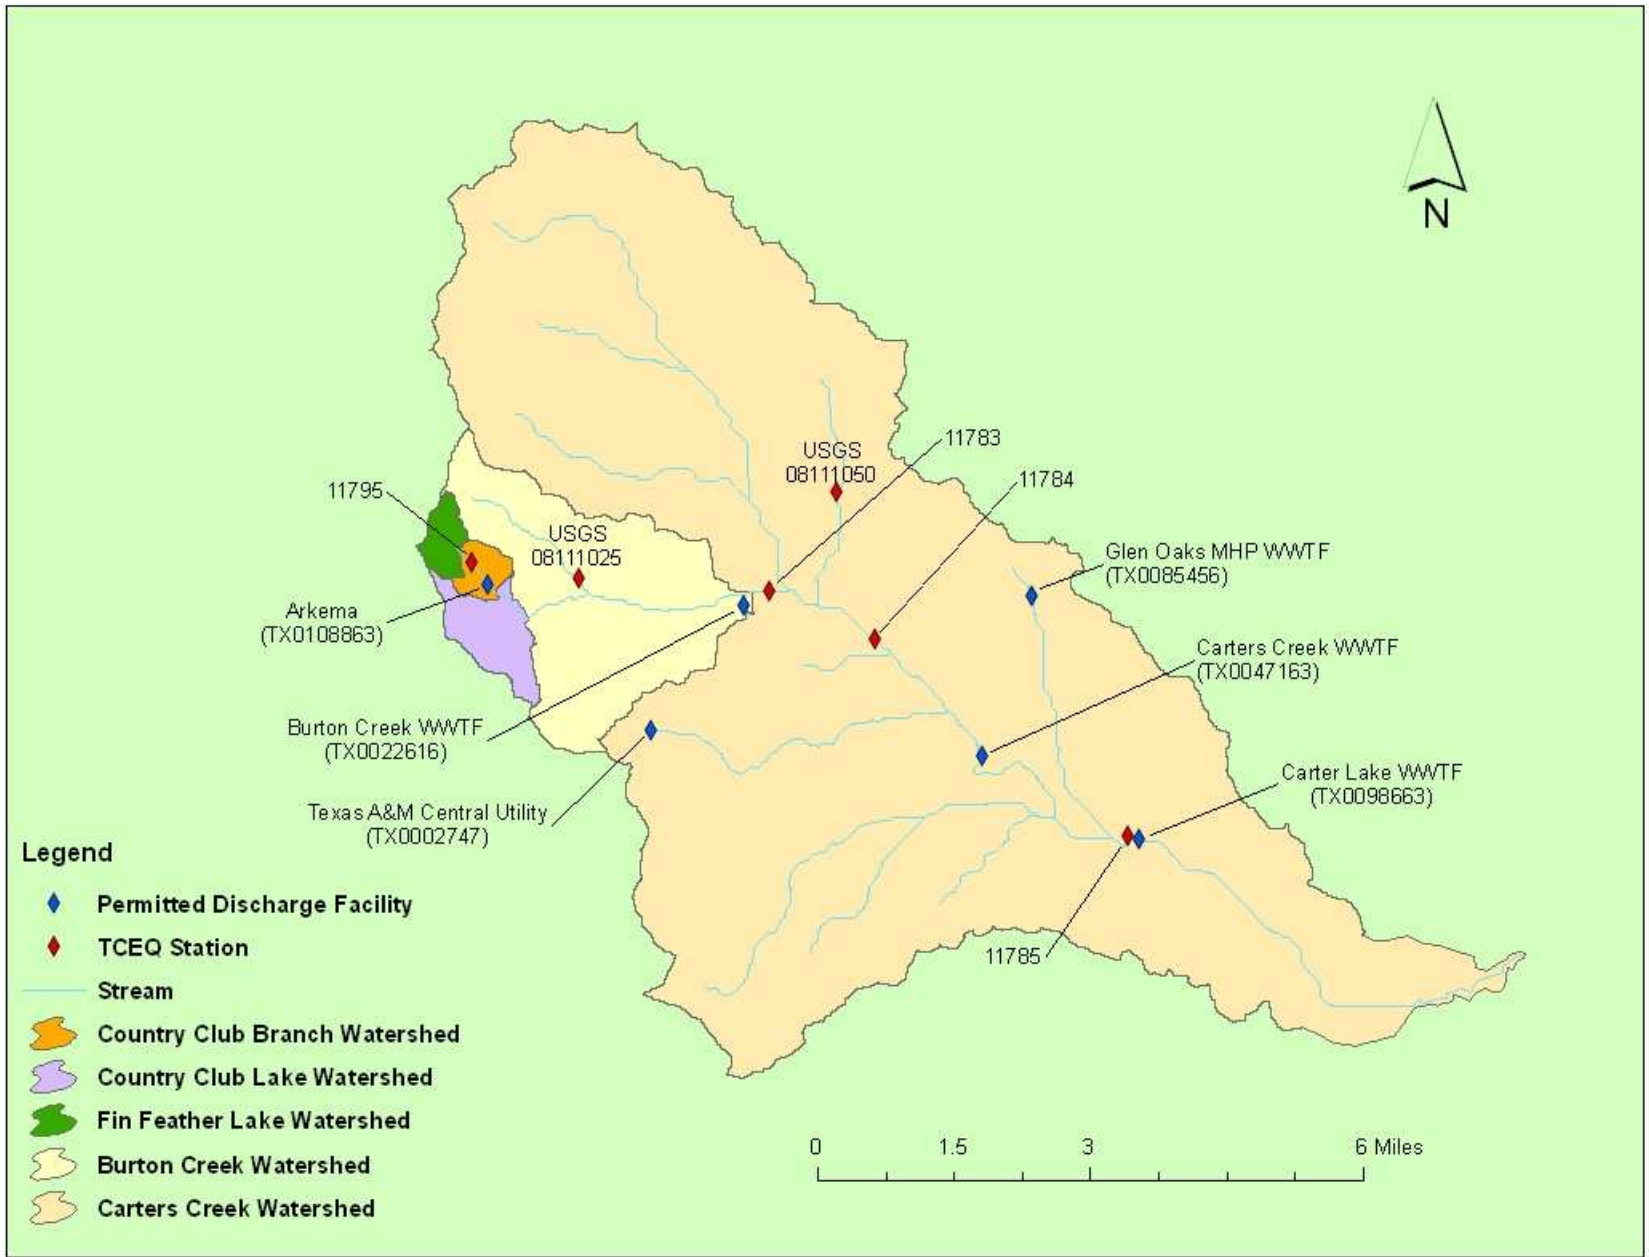 N
11783
USGS
08111050
11784
11795
USGS
08111025
Glen Oaks MHP WWTF
(TX0085456)
Arkema
(TX0108863)
Carters Creek WWTF
(TX0047163)
Burton Creek WWTF
(TX0022616)
Carter Lake WWTF
(TX0098663)
Texas A&M Central Utility
(TX0002747)
11785
Legend
Permitted Discharge Facility
TCEQ Station
Stream
Country Club Branch Watershed
Country Club Lake Watershed
Fin Feather Lake Watershed
Burton Creek Watershed
Carters Creek Watershed
0 1.5 3 6 Miles